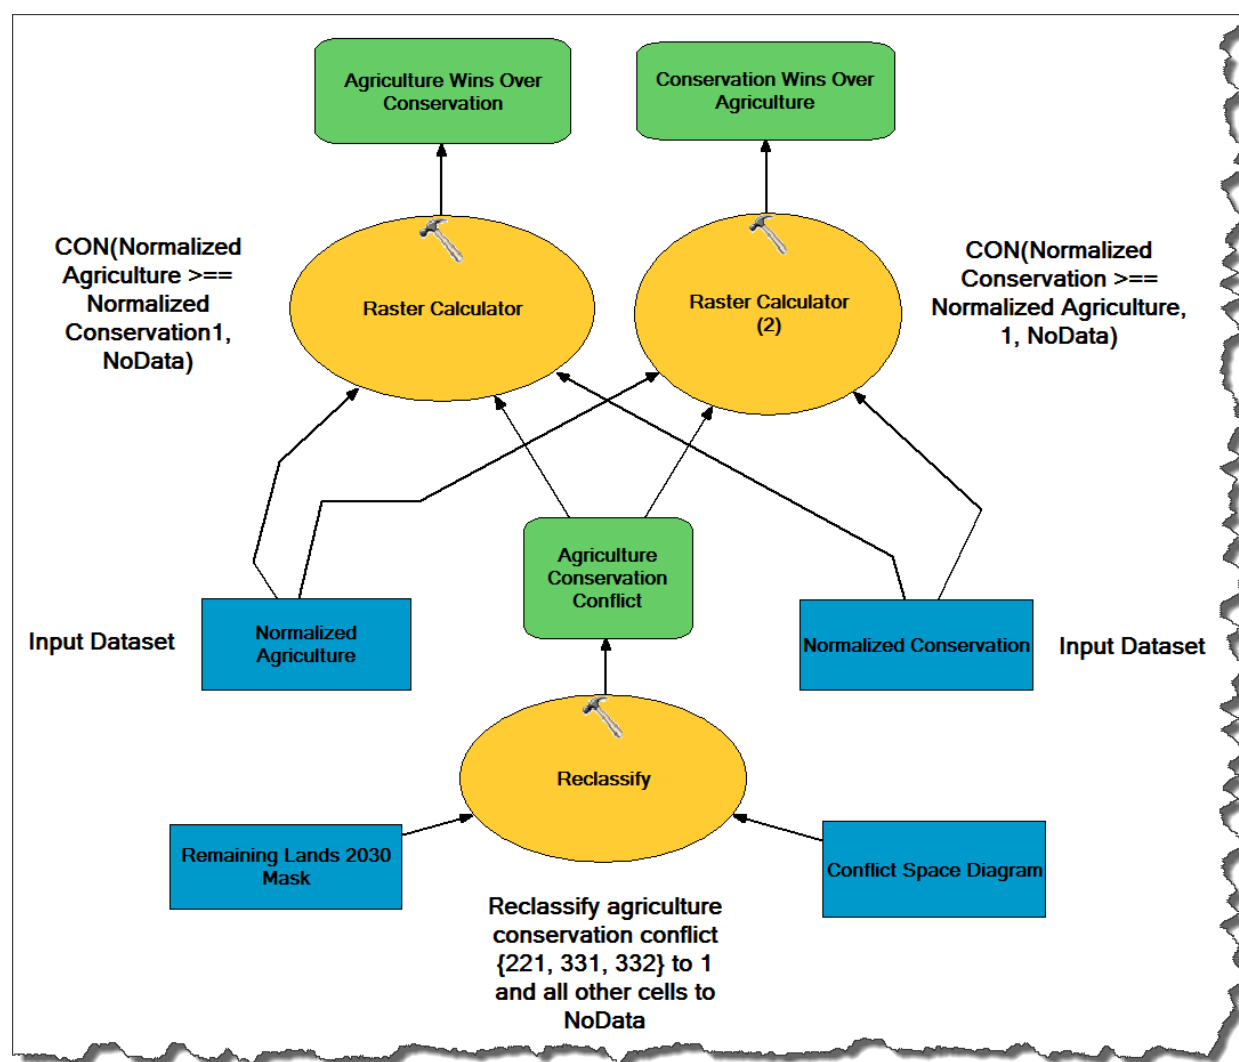 Agriculture Wins Over
Conservation
Conservation Wins Over
Agriculture
CON(Normalized
Agriculture >==
Normalized
Conservation1,
NoData)
Raster Calculator
Raster Calculator
(2)
CON(Normalized
Conservation >==
Normalized Agriculture,
1, NoData)
Agriculture
Conservation
Conflict
Input Dataset
Normalized
Agriculture
Normalized Conservation
Input Dataset
Reclassify
Remaining Lands 2030
Mask
Conflict Space Diagram
Reclassify agriculture
conservation conflict
{221, 331, 332} to 1
and all other cells to
NoData